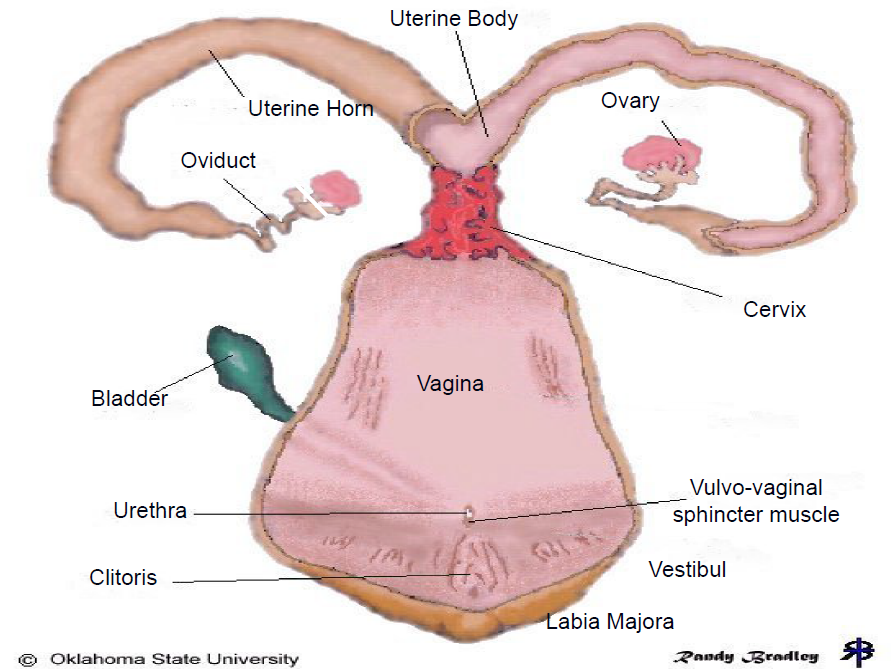 Uterine Body
Uterine Horn
Ovary
Oviduct
Cervix
Bladder
Vagina
Urethra
Vulvo-vaginal
sphincter muscle
Clitoris
Vestibul
Labia Majora
© Oklahoma State University
Randy Bradley